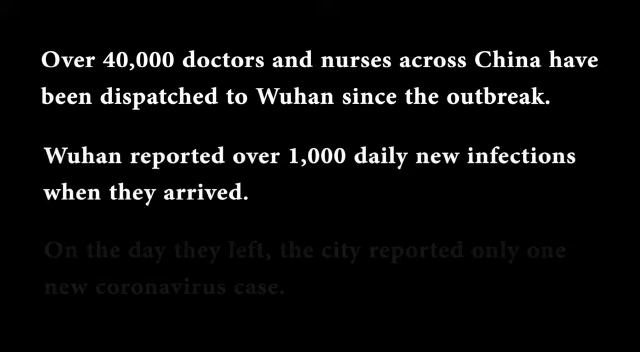 Over 40,000 doctors and nurses across China have
been dispatched to Wuhan since the outbreak.
Wuhan reported over 1,000 daily new infections
when they arrived.
On the day they left, the city reported only one
new coronavirus case.